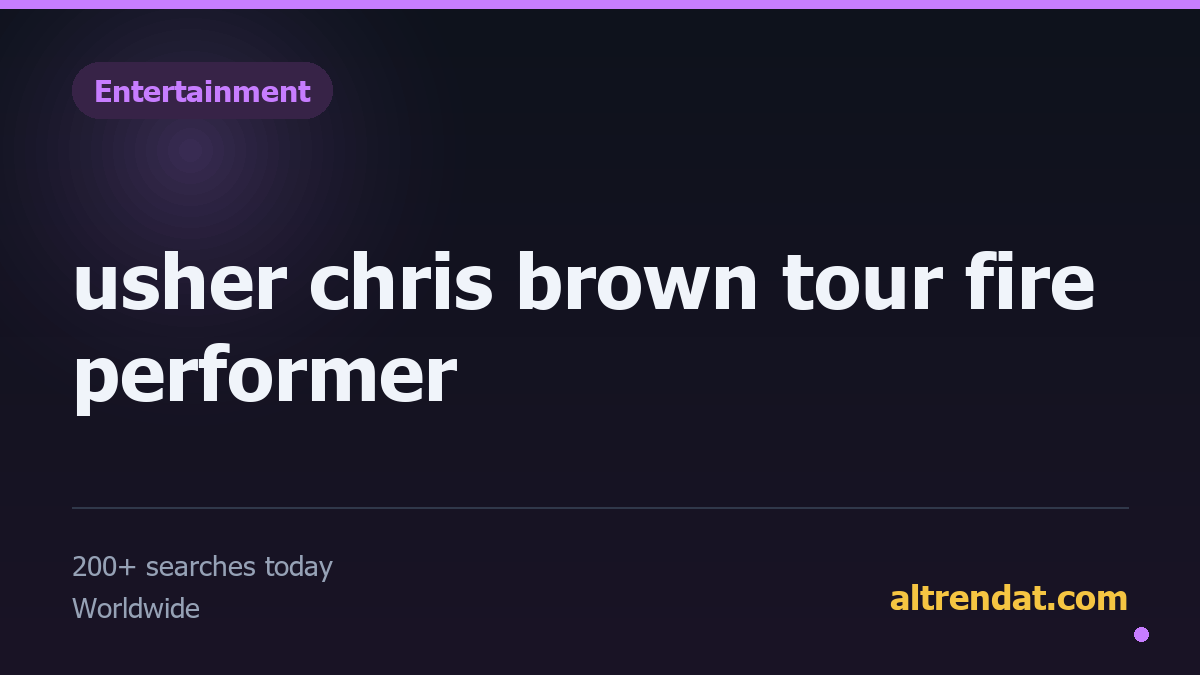 Entertainment
usher chris brown tour fire
performer
200+ searches today
Worldwide
altrendat.com